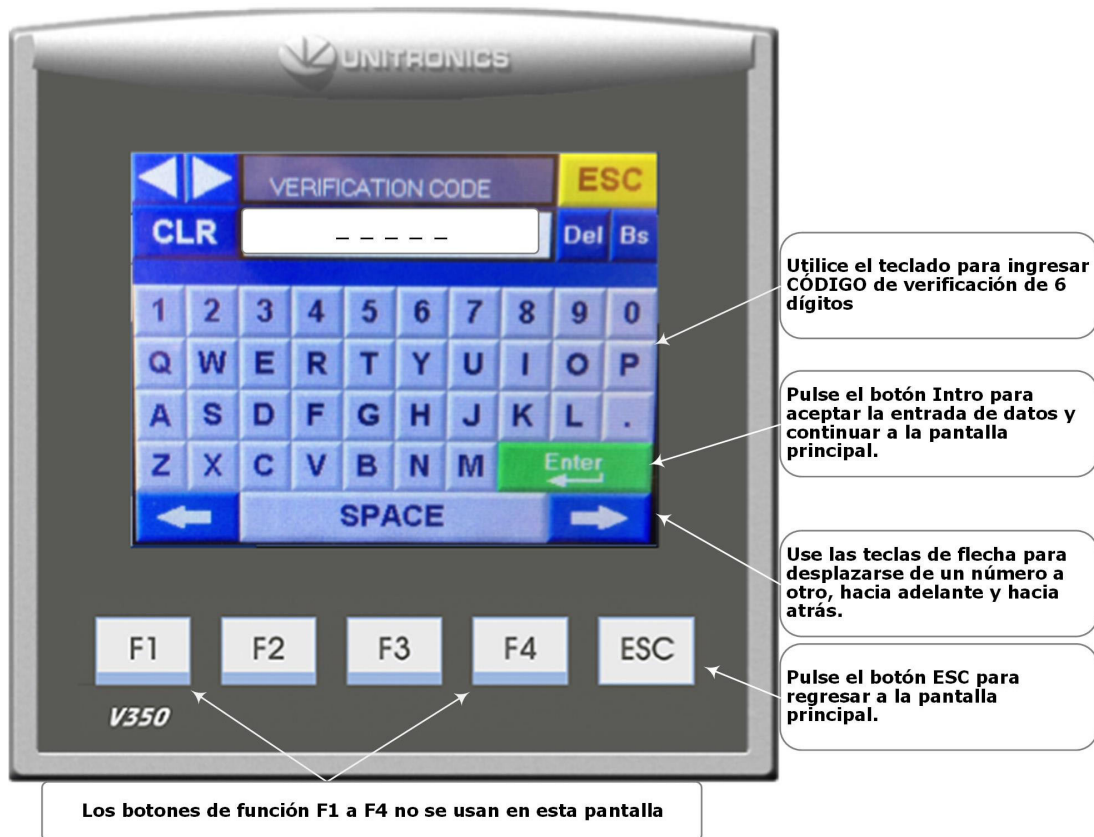 UNITRONICS
VERIFICATION CODE
ESC
CLR
_ _ _ _ _
Del Bs
1 2 3 4 5 6 7 8 9 0
Q W E R T Y U I O P
A S D F G H J K L .
Z X C V B N M Enter
SPACE
F1 F2 F3 F4 ESC
V350
Utilice el teclado para ingresar
CÓDIGO de verificación de 6
dígitos
Pulse el botón Intro para
aceptar la entrada de datos y
continuar a la pantalla
principal.
Use las teclas de flecha para
desplazarse de un número a
otro, hacia adelante y hacia
atrás.
Pulse el botón ESC para
regresar a la pantalla
principal.
Los botones de función F1 a F4 no se usan en esta pantalla